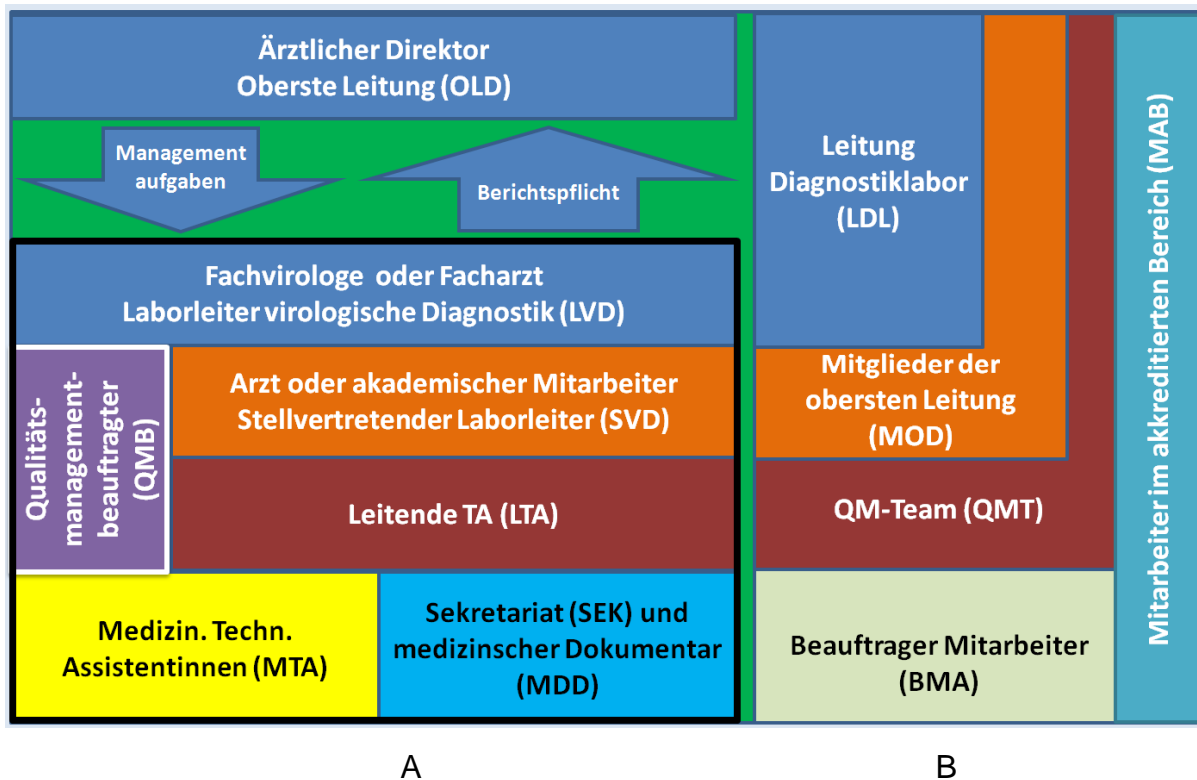 Ärztlicher Direktor
Oberste Leitung (OLD)
Management
aufgaben
Berichtspflicht
Fachvirologe oder Facharzt
Laborleiter virologische Diagnostik (LVD)
Qualitäts-
management-
beauftragter
(QMB)
Arzt oder akademischer Mitarbeiter
Stellvertretender Laborleiter (SVD)
Leitende TA (LTA)
Medizin. Techn.
Assistentinnen (MTA)
Sekretariat (SEK) und
medizinscher Dokumentar
(MDD)
A
Leitung
Diagnostiklabor
(LDL)
Mitglieder der
obersten Leitung
(MOD)
QM-Team (QMT)
Beauftrager Mitarbeiter
(BMA)
Mitarbeiter im akkreditierten Bereich (MAB)
B